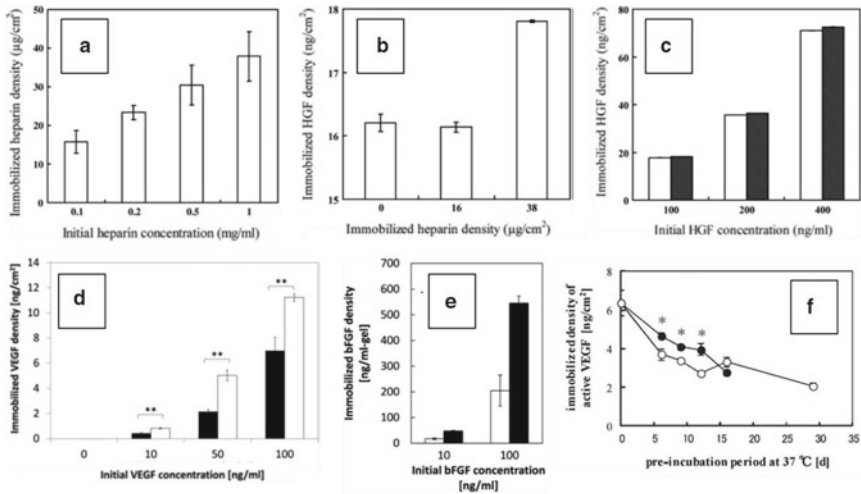 a
Immobilized heparin density (μg/cm²)
50
40
30
20
10
0
0.1 0.2 0.5 1
Initial heparin concentration (mg/ml)
b
Immobilized HGF density (ng/cm²)
18
17
16
15
0 16 38
Immobilized heparin density (μg/cm²)
c
Immobilized HGF density (ng/cm²)
80
60
40
20
0
100 200 400
Initial HGF concentration (ng/ml)
d
Immobilized VEGF density [ng/cm²]
14
12
10
8
6
4
2
0
**
**
**
0 10 50 100
Initial VEGF concentration [ng/ml]
e
Immobilized bFGF density
[ng/ml-gel]
700
600
500
400
300
200
100
0
10 100
Initial bFGF concentration
[ng/ml]
f
immobilized density of
active VEGF [ng/cm²]
8
6
4
2
0
* * *
0 5 10 15 20 25 30 35
pre-incubation period at 37 ℃ [d]